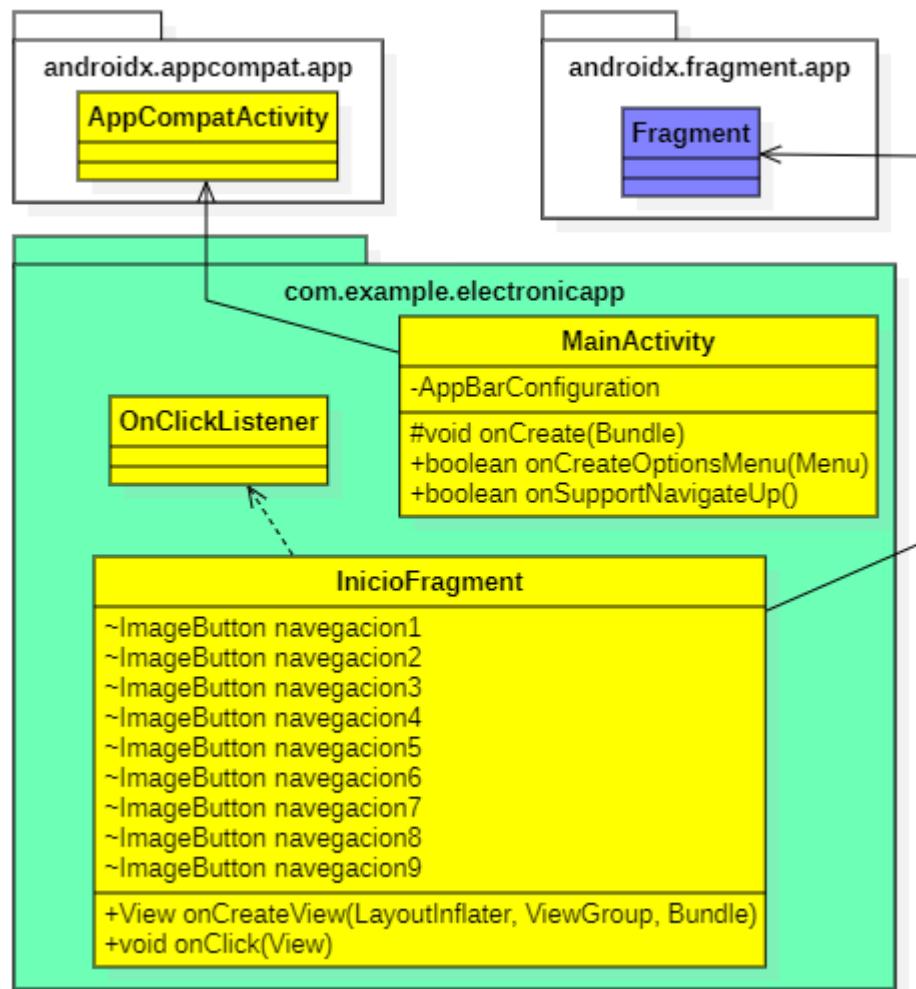 androidx.appcompat.app
AppCompatActivity
androidx.fragment.app
Fragment
com.example.electronicapp
MainActivity
-AppBarConfiguration
#void onCreate(Bundle)
+boolean onCreateOptionsMenu(Menu)
+boolean onSupportNavigateUp()
OnClickListener
InicioFragment
~ImageButton navegacion1
~ImageButton navegacion2
~ImageButton navegacion3
~ImageButton navegacion4
~ImageButton navegacion5
~ImageButton navegacion6
~ImageButton navegacion7
~ImageButton navegacion8
~ImageButton navegacion9
+View onCreateView(LayoutInflater, ViewGroup, Bundle)
+void onClick(View)